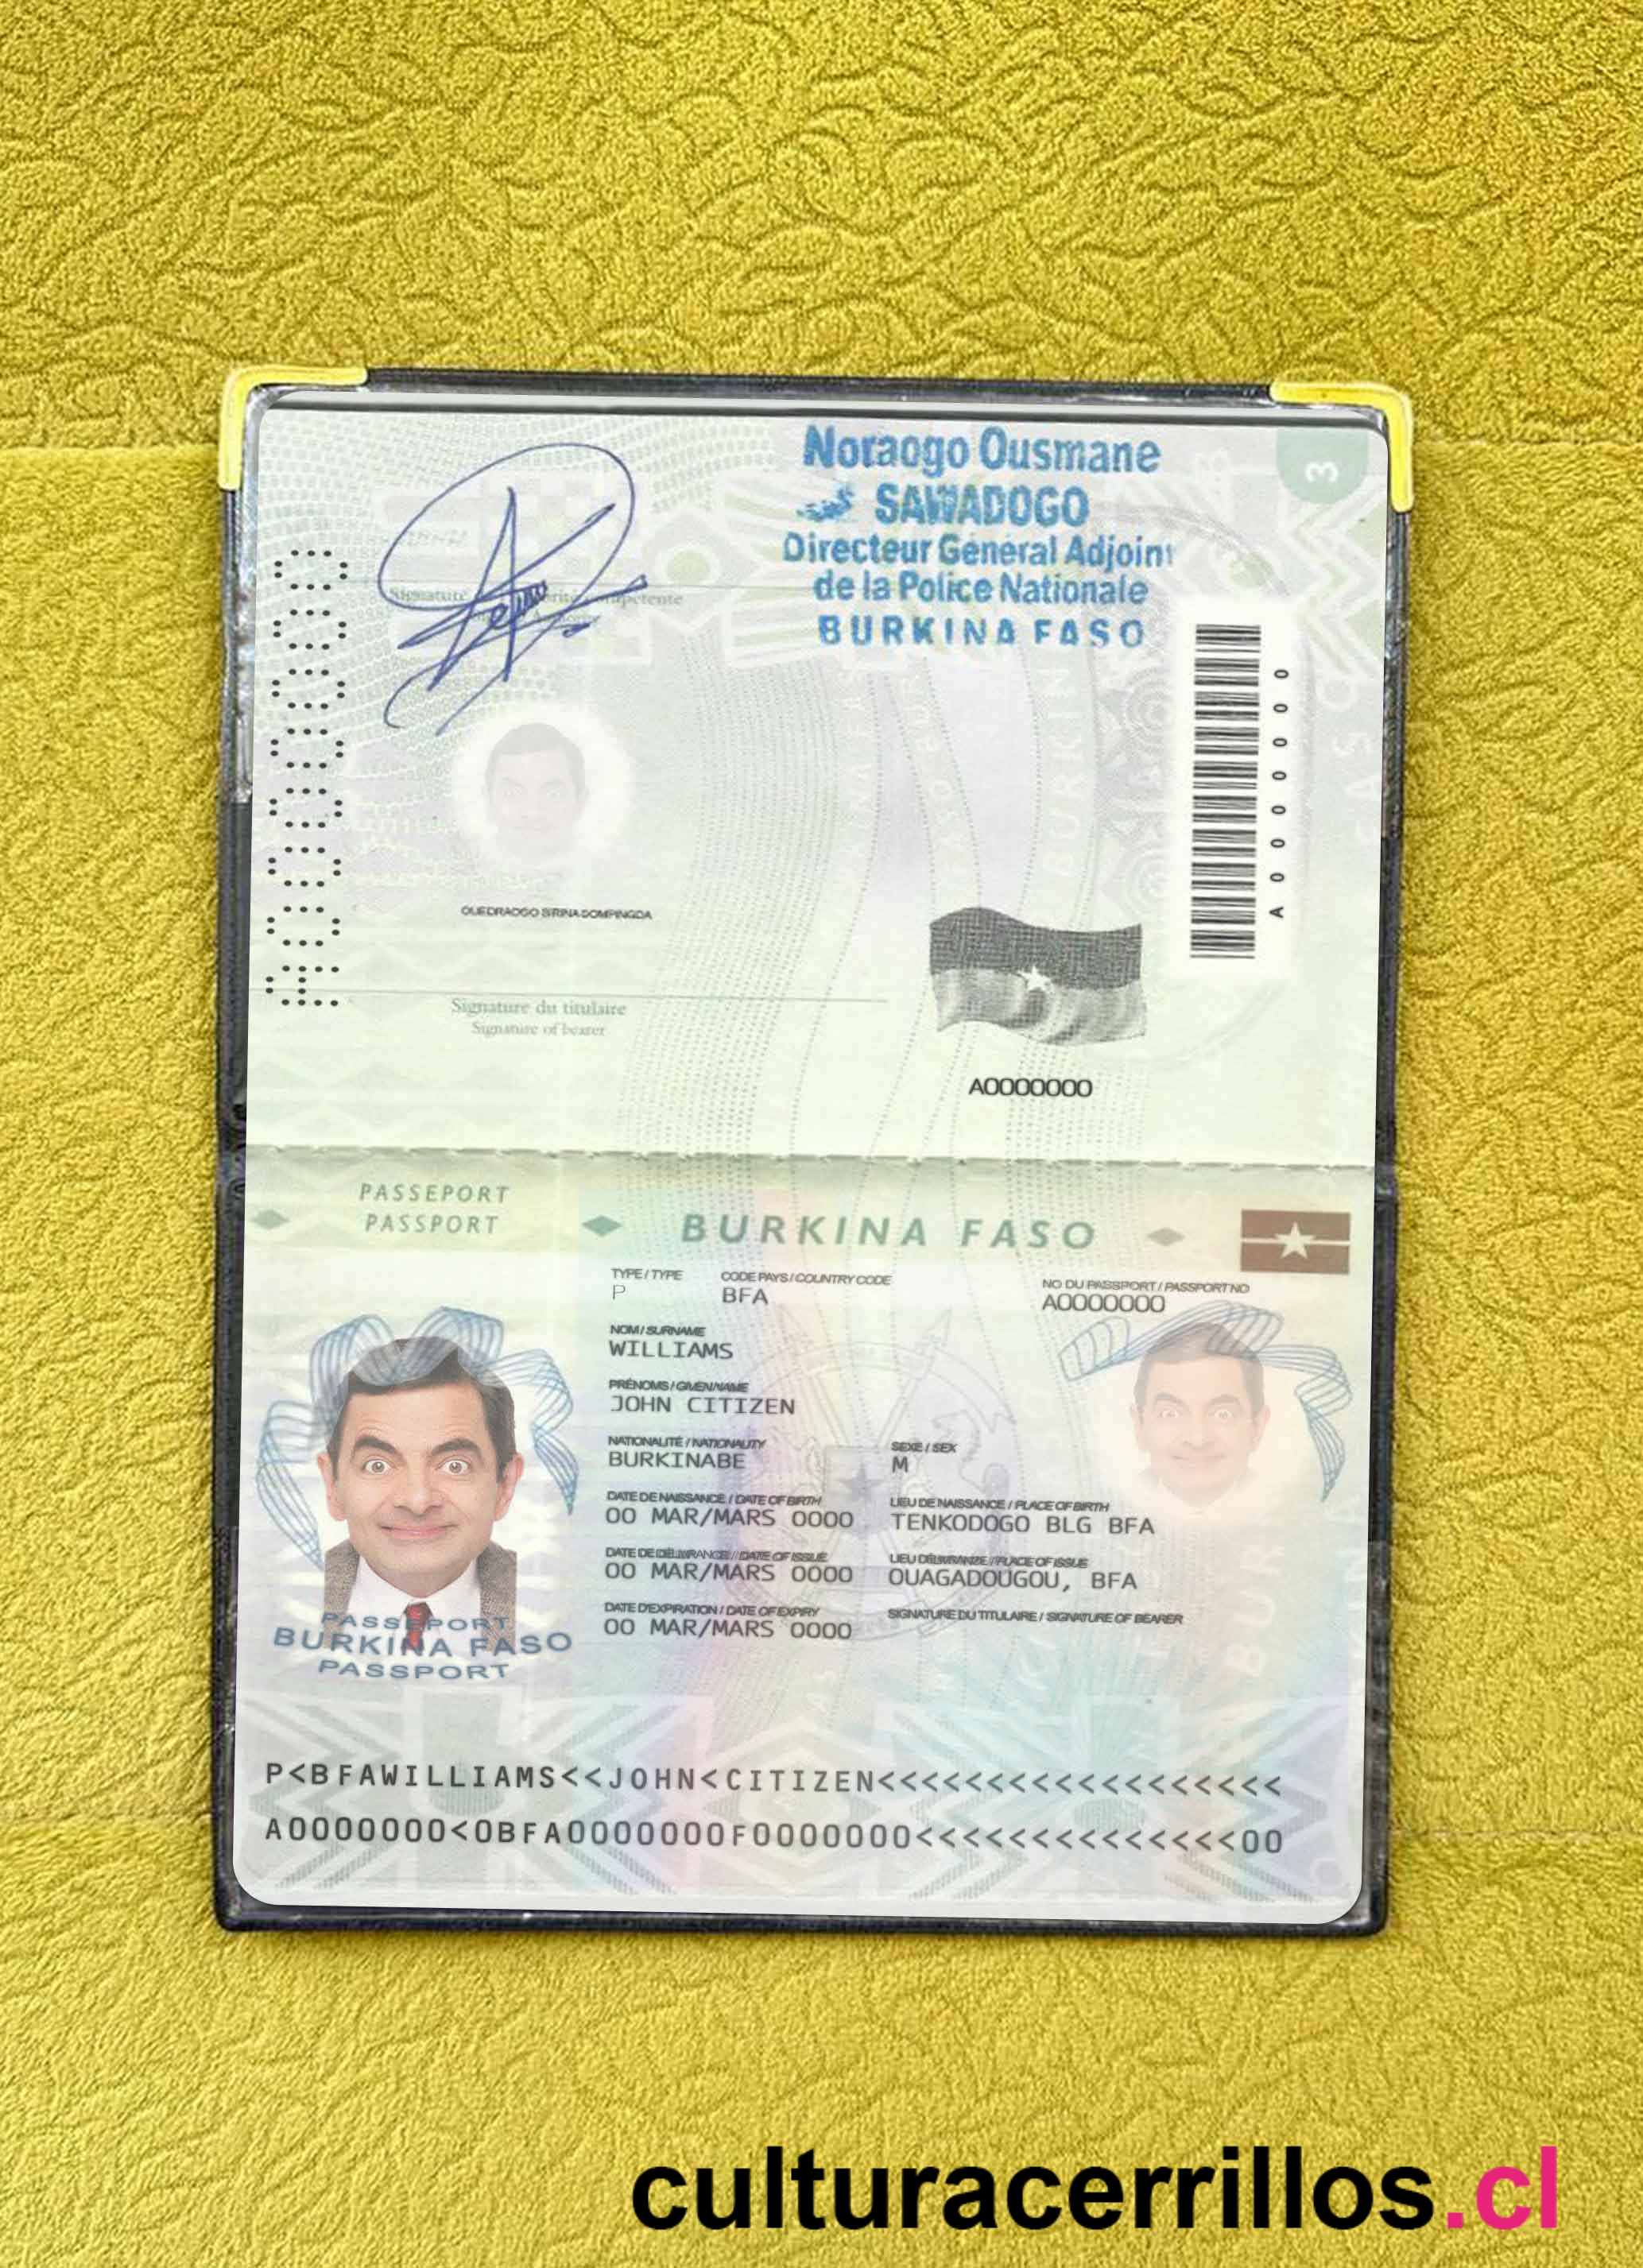 Noraogo Ousmane
SAWADOGO
Directeur Général Adjoint
de la Police Nationale
BURKINA FASO
3
Signature compétente
A0000000
A0000000
OUEDRAOGO
Signature du titulaire
Signature of bearer
A0000000
PASSEPORT
PASSPORT
BURKINA FASO
TYPE / TYPE
P
CODE PAYS / COUNTRY CODE
BFA
NO DU PASSPORT / PASSPORT NO
A0000000
NOM / SURNAME
WILLIAMS
PRÉNOMS / GIVEN NAME
JOHN CITIZEN
NATIONALITÉ / NATIONALITY
BURKINABE
SEXE / SEX
M
DATE DE NAISSANCE / DATE OF BIRTH
00 MAR/MARS 0000
LIEU DE NAISSANCE / PLACE OF BIRTH
TENKODOGO BLG BFA
DATE DE DÉLIVRANCE / DATE OF ISSUE
00 MAR/MARS 0000
LIEU DÉLIVRANCE / PLACE OF ISSUE
OUAGADOUGOU, BFA
DATE D'EXPIRATION / DATE OF EXPIRY
00 MAR/MARS 0000
SIGNATURE DU TITULAIRE / SIGNATURE OF BEARER
PASSEPORT
BURKINA FASO
PASSPORT
P<BFAWILLIAMS<<JOHN<CITIZEN<<<<<<<<<<<<<<<<<<
A0000000<0BFA0000000F0000000<<<<<<<<<<<<<<00
culturacerrillos.cl